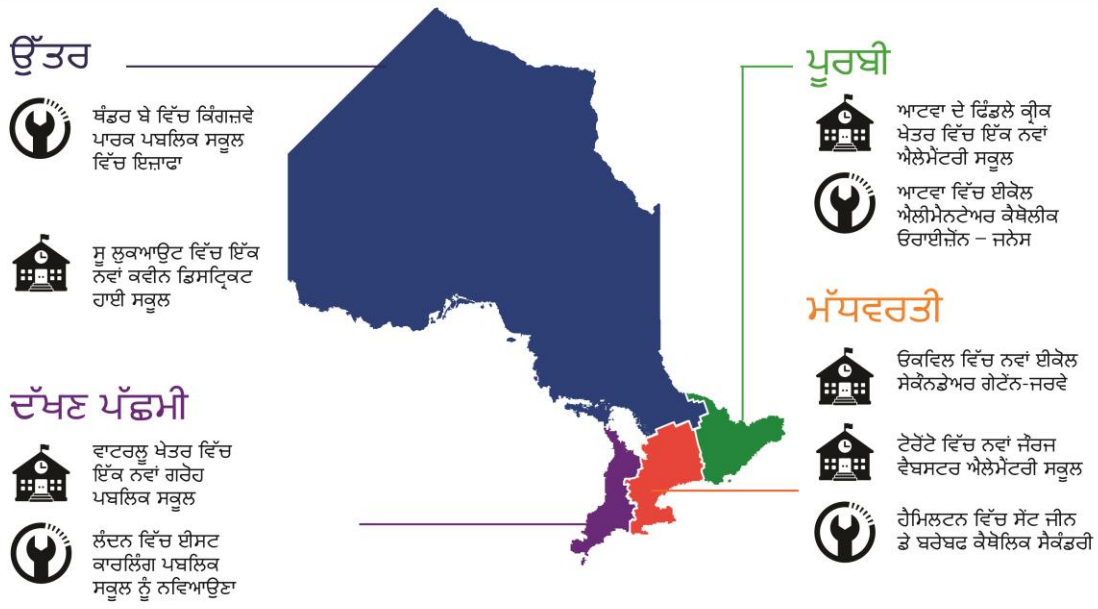 ਉੱਤਰ
ਥੰਡਰ ਬੇ ਵਿੱਚ ਕਿੰਗਜ਼ਵੇ
ਪਾਰਕ ਪਬਲਿਕ ਸਕੂਲ
ਵਿੱਚ ਇਜ਼ਾਫਾ
ਸੂ ਲੁਕਆਉਟ ਵਿੱਚ ਇੱਕ
ਨਵਾਂ ਕਵੀਨ ਡਿਸਟ੍ਰਿਕਟ
ਹਾਈ ਸਕੂਲ
ਦੱਖਣ ਪੱਛਮੀ
ਵਾਟਰਲੂ ਖੇਤਰ ਵਿੱਚ
ਇੱਕ ਨਵਾਂ ਗਰੋਹ
ਪਬਲਿਕ ਸਕੂਲ
ਲੰਦਨ ਵਿੱਚ ਈਸਟ
ਕਾਰਲਿੰਗ ਪਬਲਿਕ
ਸਕੂਲ ਨੂੰ ਨਵਿਆਉਣਾ
ਪੂਰਬੀ
ਆਟਵਾ ਦੇ ਫਿੰਡਲੇ ਕ੍ਰੀਕ
ਖੇਤਰ ਵਿੱਚ ਇੱਕ ਨਵਾਂ
ਐਲੇਮੈਂਟਰੀ ਸਕੂਲ
ਆਟਵਾ ਵਿੱਚ ਈਕੋਲ
ਐਲੀਮੈਨਟੇਅਰ ਕੈਥੋਲੀਕ
ਓਰਾਈਜ਼ੋਂਨ – ਜਨੇਸ
ਮੱਧਵਰਤੀ
ਓਕਵਿਲ ਵਿੱਚ ਨਵਾਂ ਈਕੋਲ
ਸੇਕੌਨਡੇਅਰ ਗੇਟੇਂਨ-ਜਰਵੇ
ਟੋਰੋਂਟੋ ਵਿੱਚ ਨਵਾਂ ਜੌਰਜ
ਵੈਬਸਟਰ ਐਲੇਮੈਂਟਰੀ ਸਕੂਲ
ਹੈਮਿਲਟਨ ਵਿੱਚ ਸੇਂਟ ਜੀਨ
ਡੇ ਬਰੇਬਫ ਕੈਥੋਲਿਕ ਸੈਕੰਡਰੀ